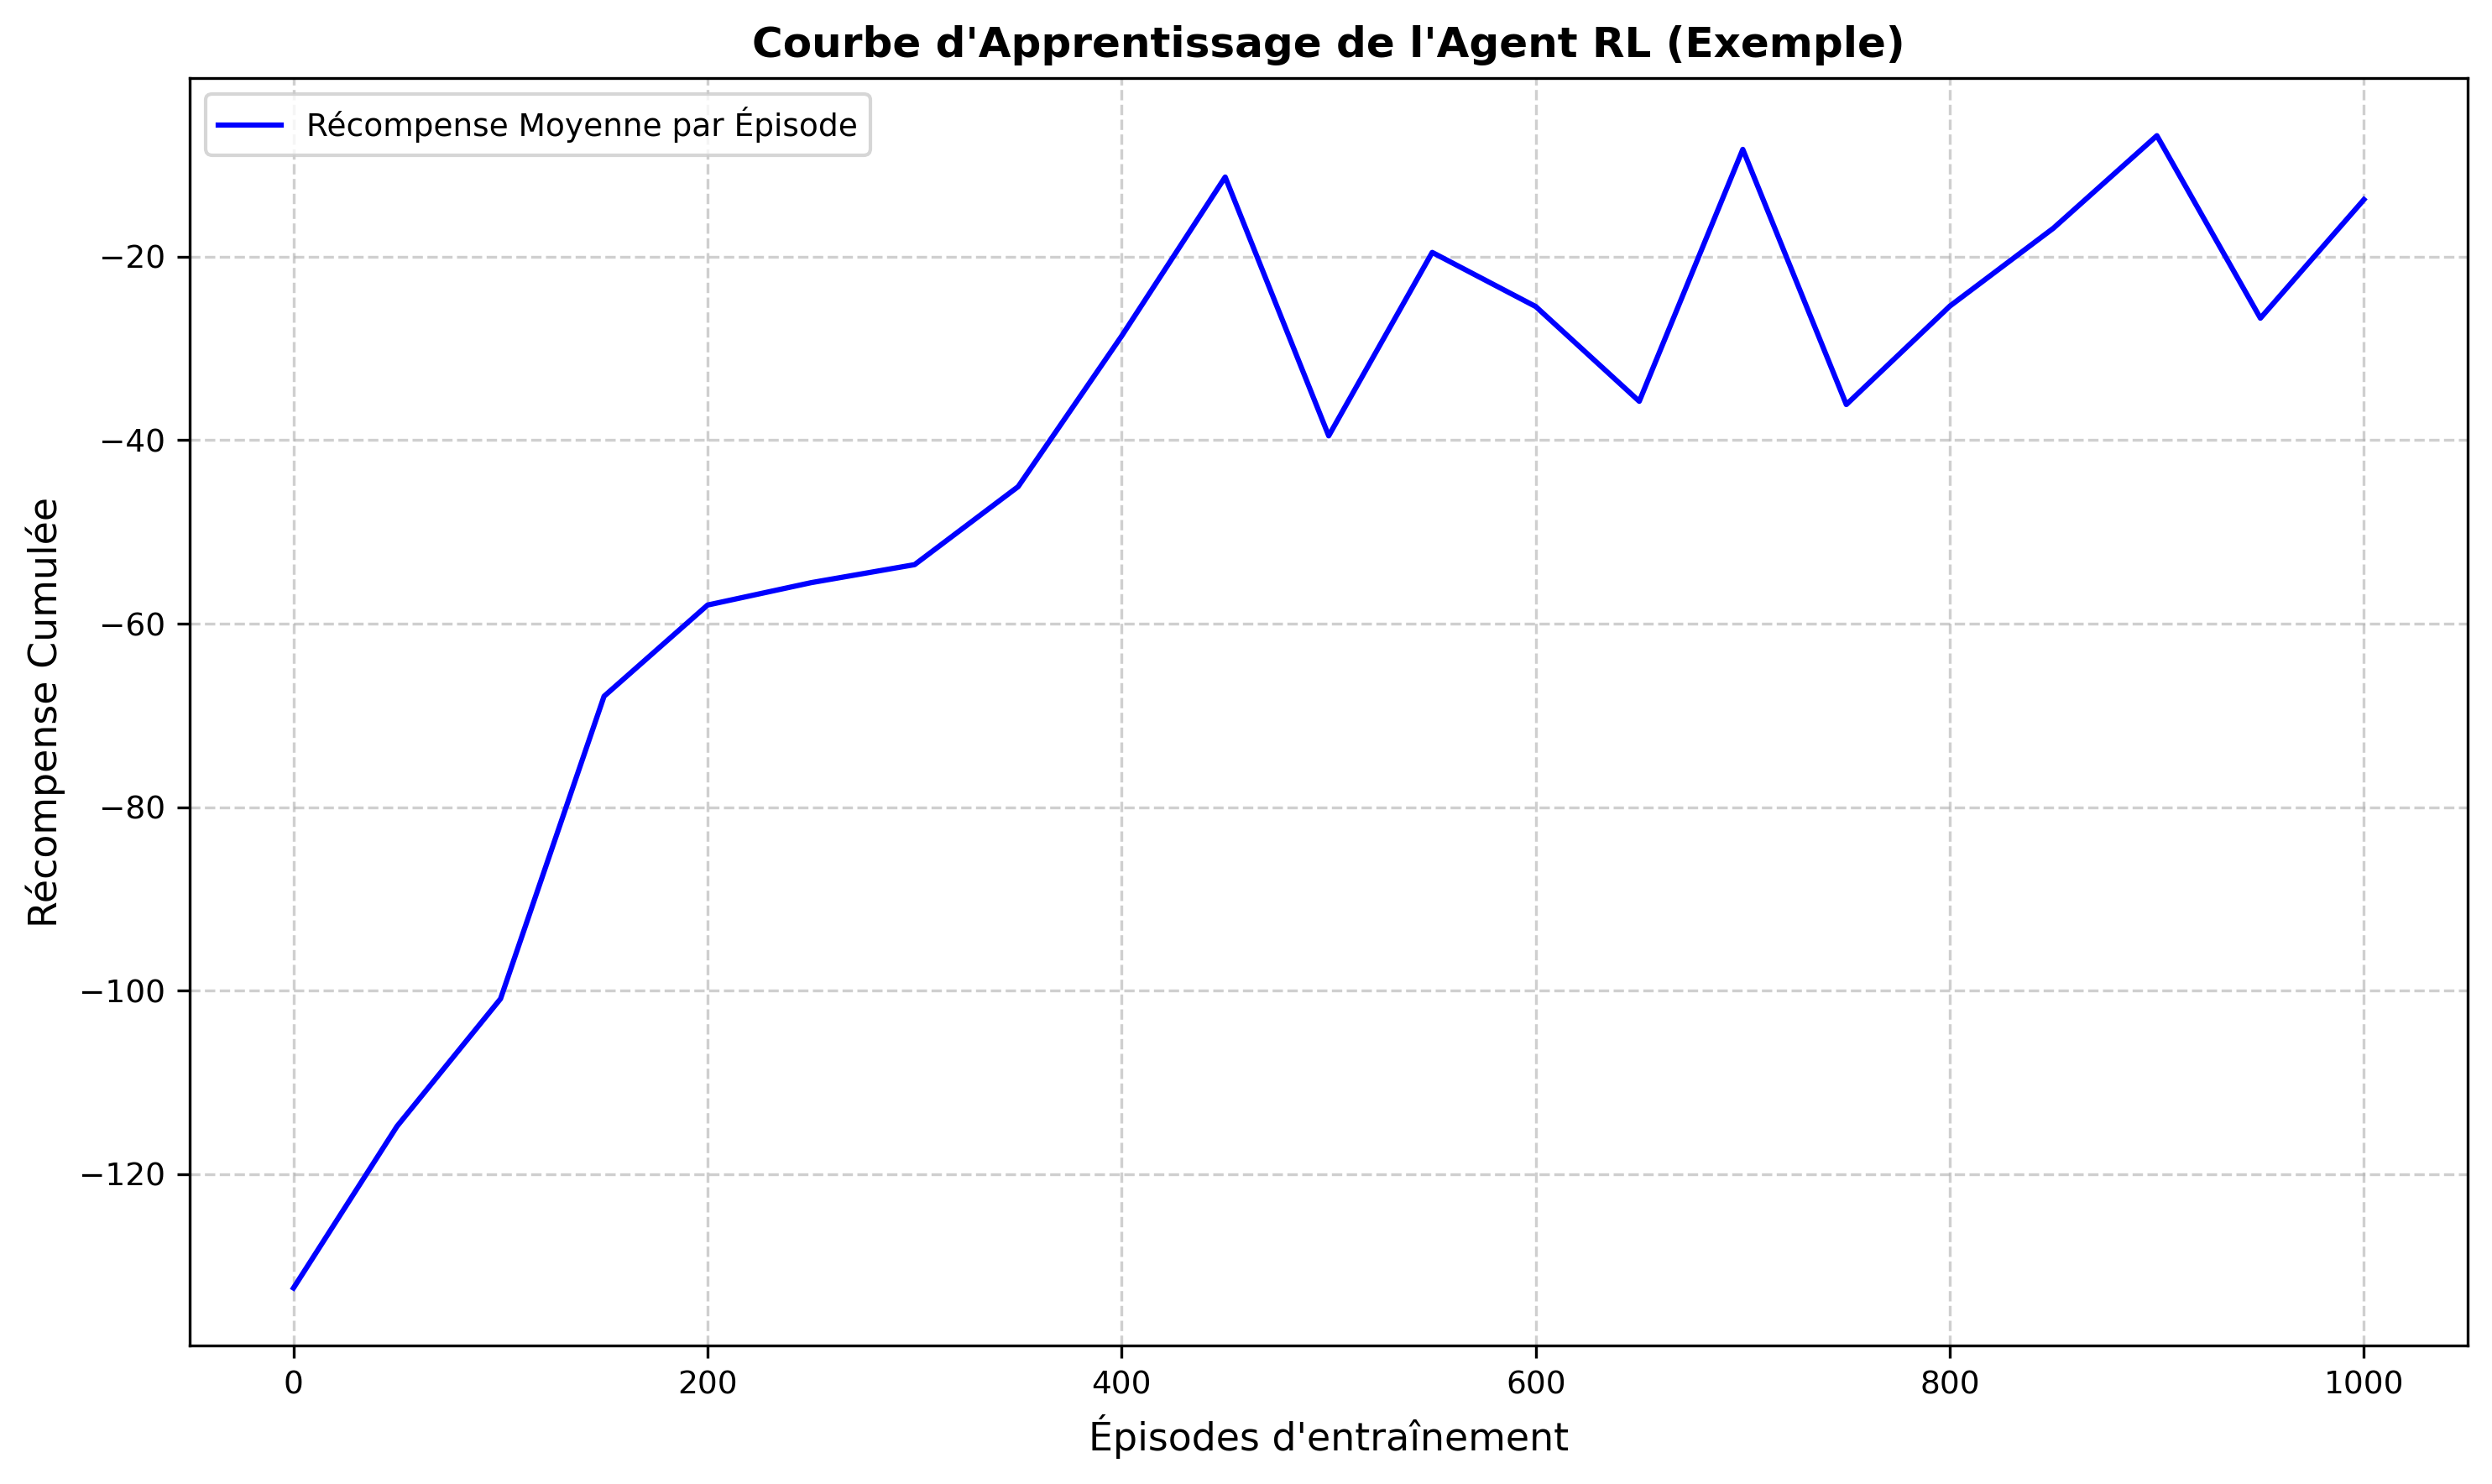 Courbe d'Apprentissage de l'Agent RL (Exemple)
Récompense Moyenne par Épisode
Récompense Cumulée
−20
−40
−60
−80
−100
−120
0 200 400 600 800 1000
Épisodes d'entraînement